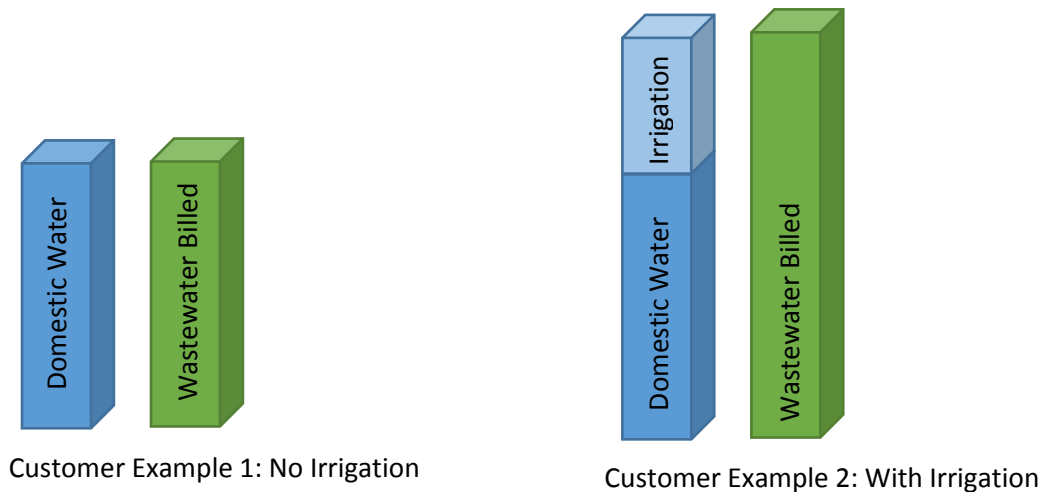 Domestic Water
Wastewater Billed
Customer Example 1: No Irrigation
Irrigation
Domestic Water
Wastewater Billed
Customer Example 2: With Irrigation